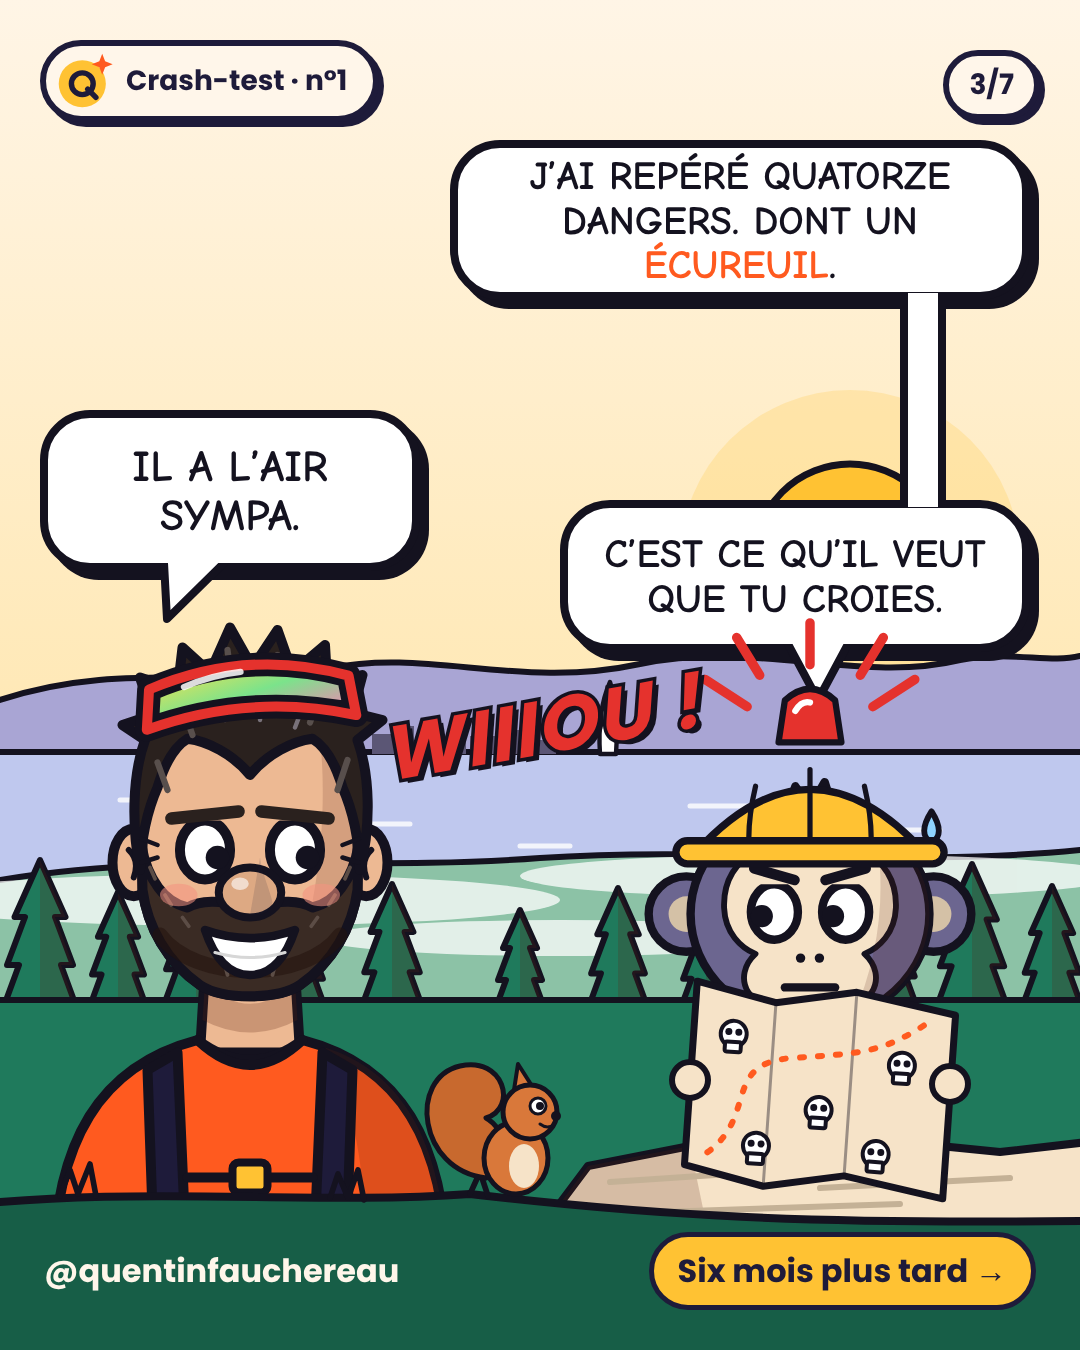 Q Crash-test · nº1
3/7
J'AI REPÉRÉ QUATORZE
DANGERS. DONT UN
ÉCUREUIL.
IL A L'AIR
SYMPA.
C'EST CE QU'IL VEUT
QUE TU CROIES.
WIIIOU !
@quentinfauchereau
Six mois plus tard →